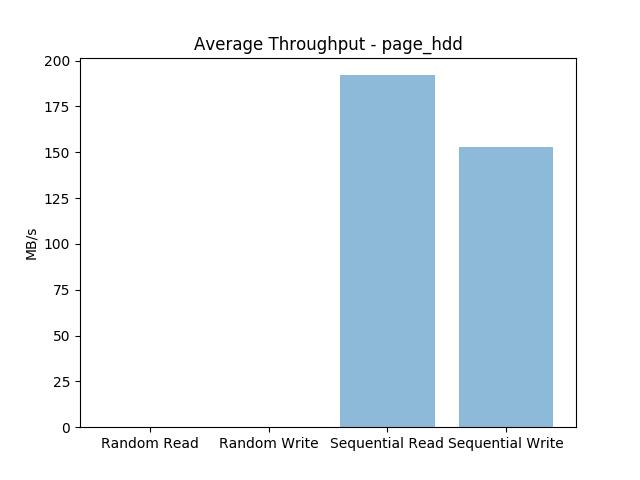 Average Throughput - page_hdd
200
175
150
125
100
75
50
25
0
MB/s
Random Read
Random Write
Sequential Read
Sequential Write